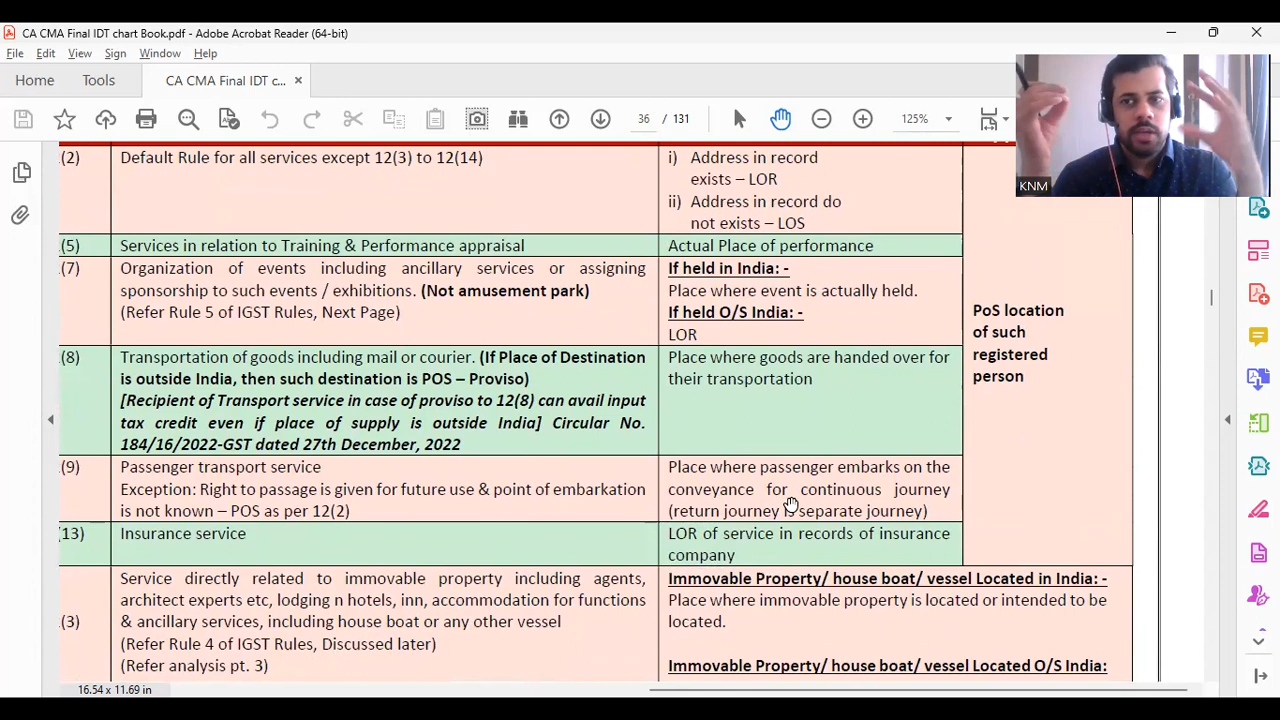 CA CMA Final IDT chart Book.pdf - Adobe Acrobat Reader (64-bit)
File Edit View Sign Window Help
Home Tools CA CMA Final IDT c... ×
36 / 131 125%
KNM
(2) Default Rule for all services except 12(3) to 12(14)
i) Address in record
exists – LOR
ii) Address in record do
not exists – LOS
(5) Services in relation to Training & Performance appraisal
Actual Place of performance
(7) Organization of events including ancillary services or assigning
sponsorship to such events / exhibitions. (Not amusement park)
(Refer Rule 5 of IGST Rules, Next Page)
If held in India: -
Place where event is actually held.
If held O/S India: -
LOR
PoS location
of such
registered
person
(8) Transportation of goods including mail or courier. (If Place of Destination
is outside India, then such destination is POS – Proviso)
[Recipient of Transport service in case of proviso to 12(8) can avail input
tax credit even if place of supply is outside India] Circular No.
184/16/2022-GST dated 27th December, 2022
Place where goods are handed over for
their transportation
(9) Passenger transport service
Exception: Right to passage is given for future use & point of embarkation
is not known – POS as per 12(2)
Place where passenger embarks on the
conveyance for continuous journey
(return journey is separate journey)
(13) Insurance service
LOR of service in records of insurance
company
(3) Service directly related to immovable property including agents,
architect experts etc, lodging n hotels, inn, accommodation for functions
& ancillary services, including house boat or any other vessel
(Refer Rule 4 of IGST Rules, Discussed later)
(Refer analysis pt. 3)
Immovable Property/ house boat/ vessel Located in India: -
Place where immovable property is located or intended to be
located.
Immovable Property/ house boat/ vessel Located O/S India:
16.54 x 11.69 in